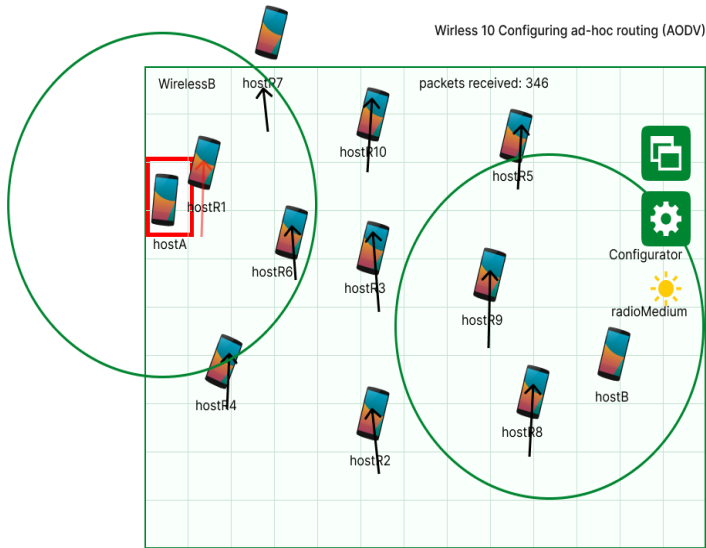 Wirless 10 Configuring ad-hoc routing (AODV)
WirelessB
hostR7
packets received: 346
hostR10
hostR5
hostR1
hostA
hostR6
hostR3
Configurator
hostR9
radioMedium
hostR4
hostB
hostR8
hostR2